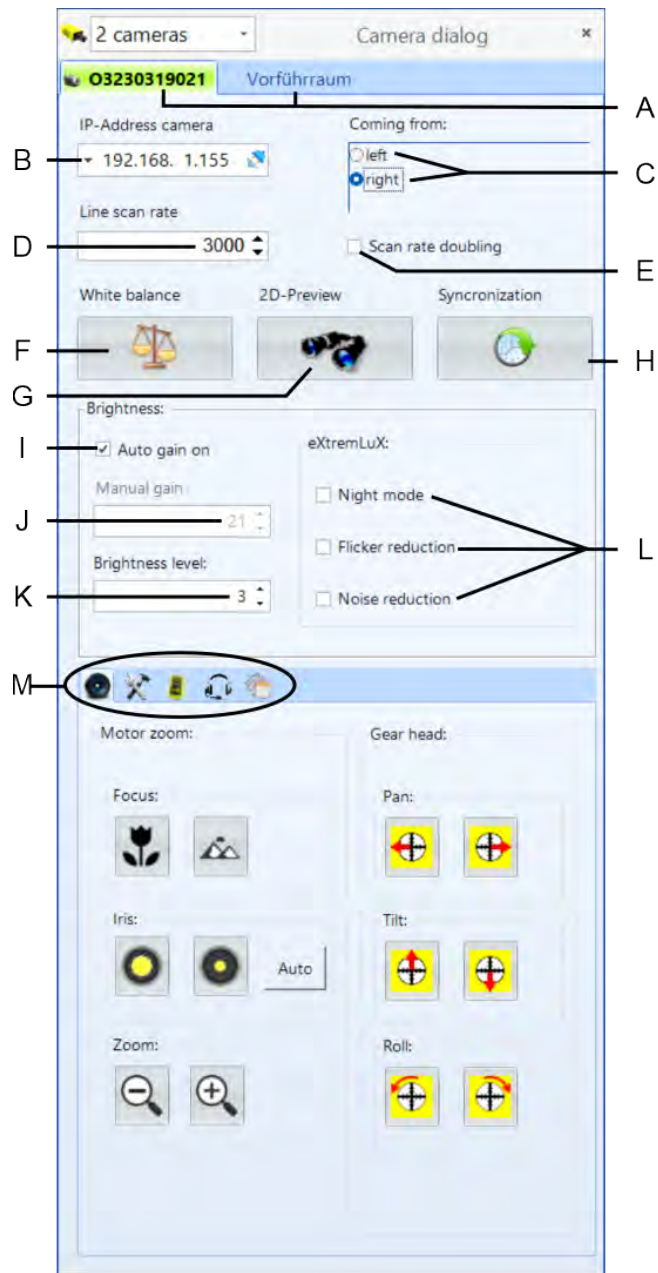 2 cameras Camera dialog ×
O3230319021 Vorführraum
A
IP-Address camera Coming from:
B 192.168. 1.155 left C
right
Line scan rate
D 3000 Scan rate doubling
E
White balance 2D-Preview Syncronization
F H
G
Brightness:
I Auto gain on eXtremLuX:
Manual gain Night mode
J 21
Flicker reduction L
Brightness level:
K 3 Noise reduction
M
Motor zoom: Gear head:
Focus: Pan:
Iris: Tilt:
Auto
Zoom: Roll: